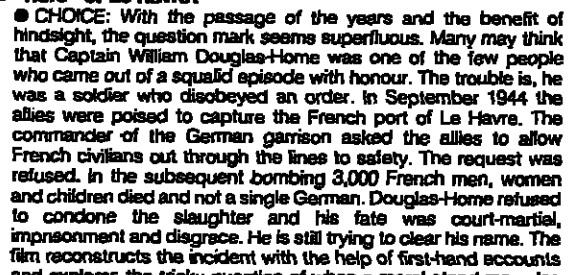 ● CHOICE: With the passage of the years and the benefit of
hindsight, the question mark seems superfluous. Many may think
that Captain William Douglas-Home was one of the few people
who came out of a squalid episode with honour. The trouble is, he
was a soldier who disobeyed an order. In September 1944 the
allies were poised to capture the French port of Le Havre. The
commander of the German garrison asked the allies to allow
French civilians out through the lines to safety. The request was
refused. In the subsequent bombing 3,000 French men, women
and children died and not a single German. Douglas-Home refused
to condone the slaughter and his fate was court-martial,
imprisonment and disgrace. He is still trying to clear his name. The
film reconstructs the incident with the help of first-hand accounts